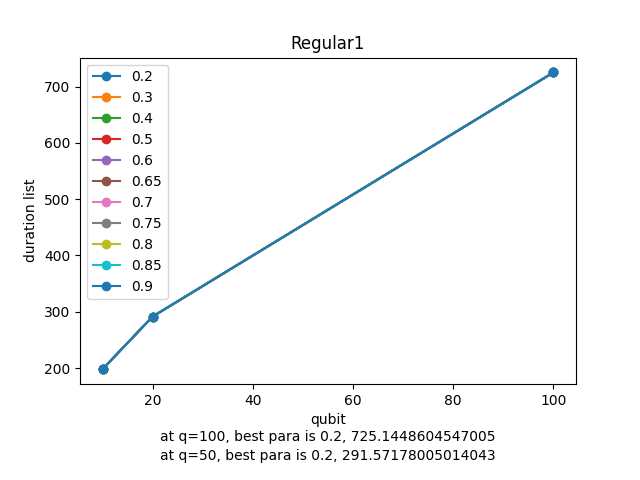 Regular1
700
600
500
400
300
200
duration list
0.2
0.3
0.4
0.5
0.6
0.65
0.7
0.75
0.8
0.85
0.9
20 40 60 80 100
qubit
at q=100, best para is 0.2, 725.1448604547005
at q=50, best para is 0.2, 291.57178005014043